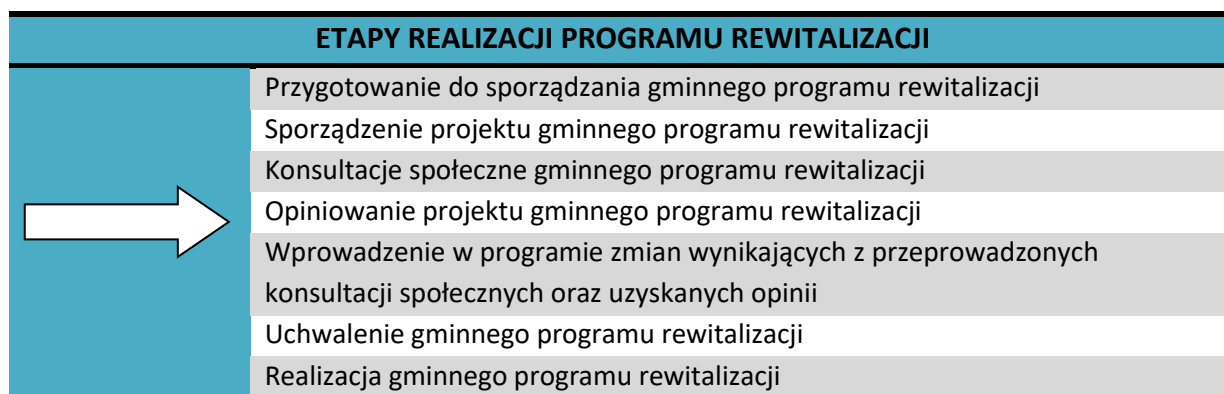 ETAPY REALIZACJI PROGRAMU REWITALIZACJI
Przygotowanie do sporządzania gminnego programu rewitalizacji
Sporządzenie projektu gminnego programu rewitalizacji
Konsultacje społeczne gminnego programu rewitalizacji
Opiniowanie projektu gminnego programu rewitalizacji
Wprowadzenie w programie zmian wynikających z przeprowadzonych
konsultacji społecznych oraz uzyskanych opinii
Uchwalenie gminnego programu rewitalizacji
Realizacja gminnego programu rewitalizacji